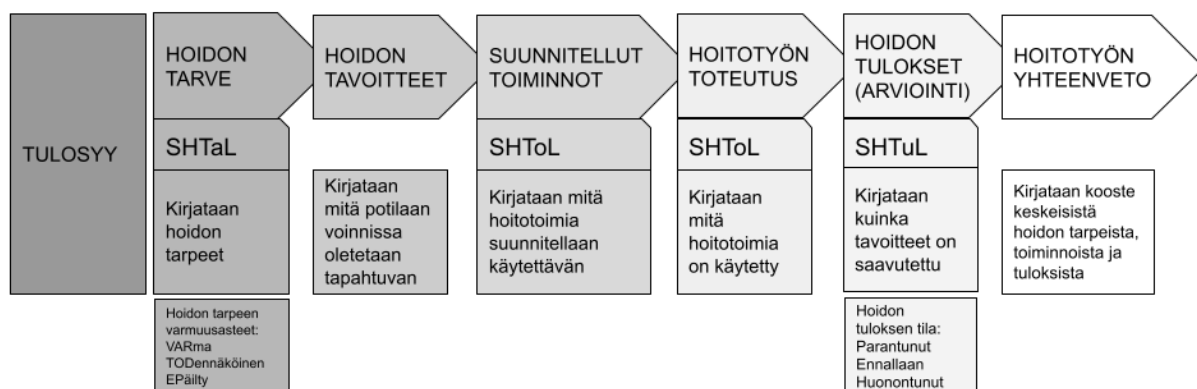 TULOSYY
HOIDON
TARVE
SHTaL
Kirjataan
hoidon
tarpeet
Hoidon tarpeen
varmuusasteet:
VARma
TODennäköinen
EPäilty
HOIDON
TAVOITTEET
Kirjataan
mitä potilaan
voinnissa
oletetaan
tapahtuvan
SUUNNITELLUT
TOIMINNOT
SHToL
Kirjataan mitä
hoitotoimia
suunnitellaan
käytettävän
HOITOTYÖN
TOTEUTUS
SHToL
Kirjataan
mitä
hoitotoimia
on käytetty
HOIDON
TULOKSET
(ARVIOINTI)
SHTuL
Kirjataan
kuinka
tavoitteet on
saavutettu
Hoidon
tuloksen tila:
Parantunut
Ennallaan
Huonontunut
HOITOTYÖN
YHTEENVETO
Kirjataan kooste
keskeisistä
hoidon tarpeista,
toiminnoista ja
tuloksista